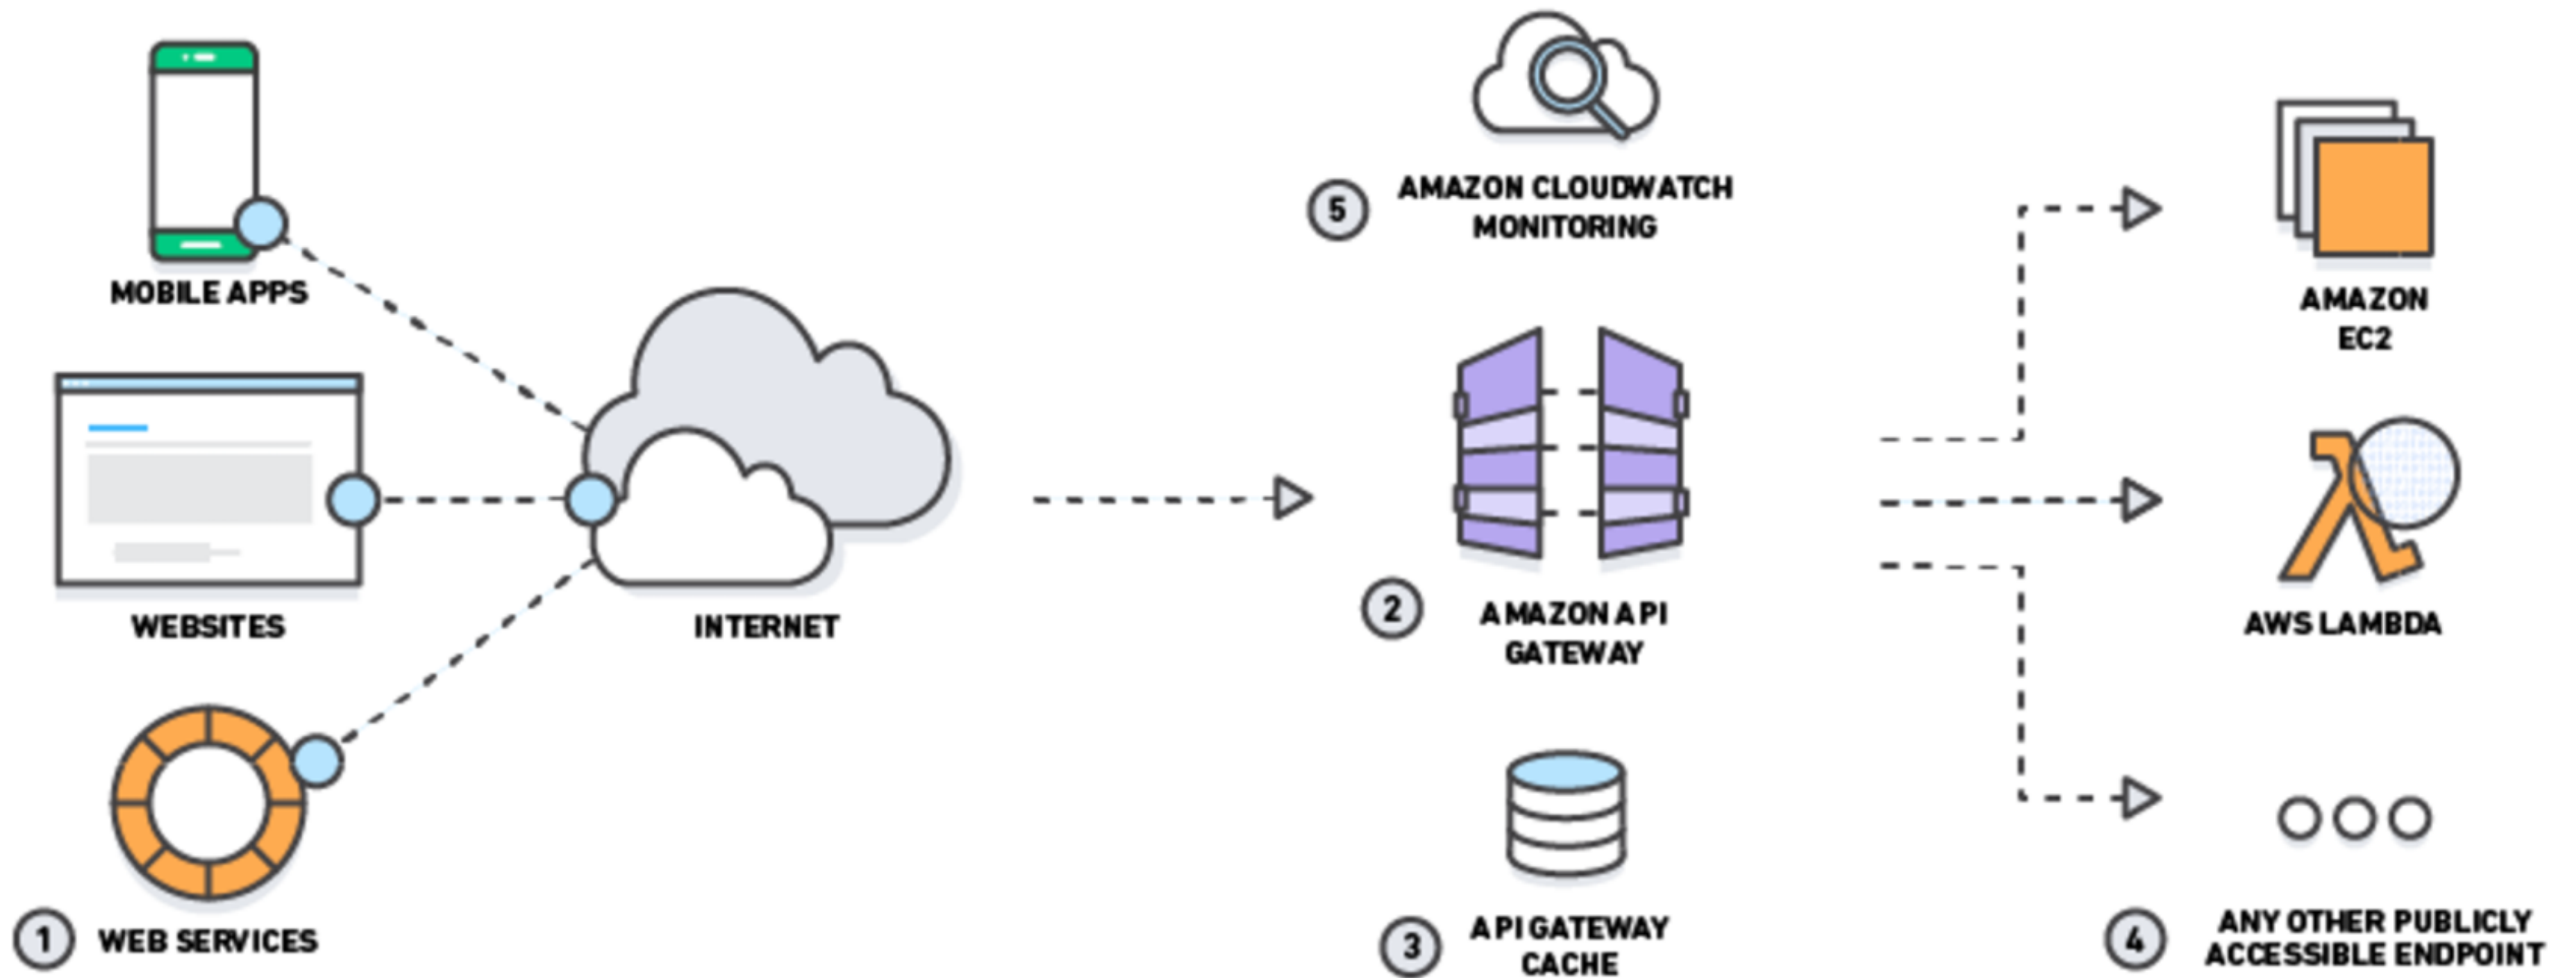 MOBILE APPS
WEBSITES
1
WEB SERVICES
INTERNET
5
AMAZON CLOUDWATCH
MONITORING
2
AMAZON API
GATEWAY
3
API GATEWAY
CACHE
AMAZON
EC2
AWS LAMBDA
4
ANY OTHER PUBLICLY
ACCESSIBLE ENDPOINT